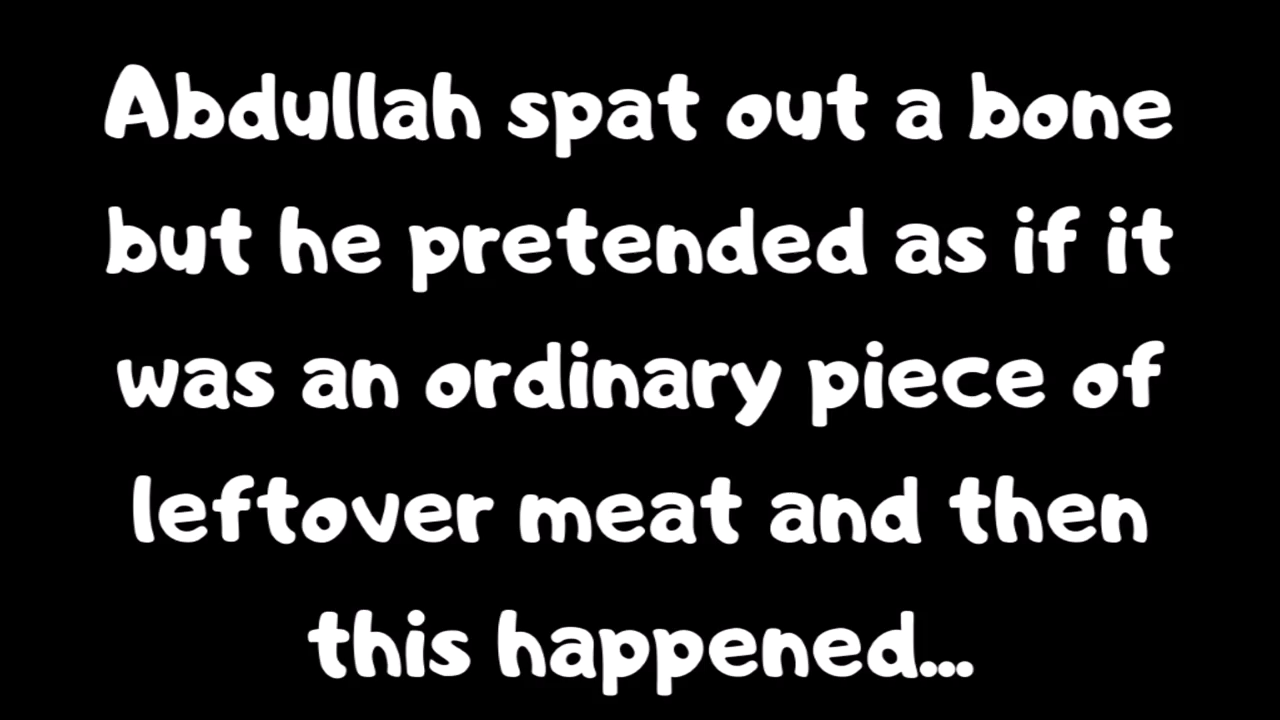 Abdullah spat out a bone
but he pretended as if it
was an ordinary piece of
leftover meat and then
this happened...